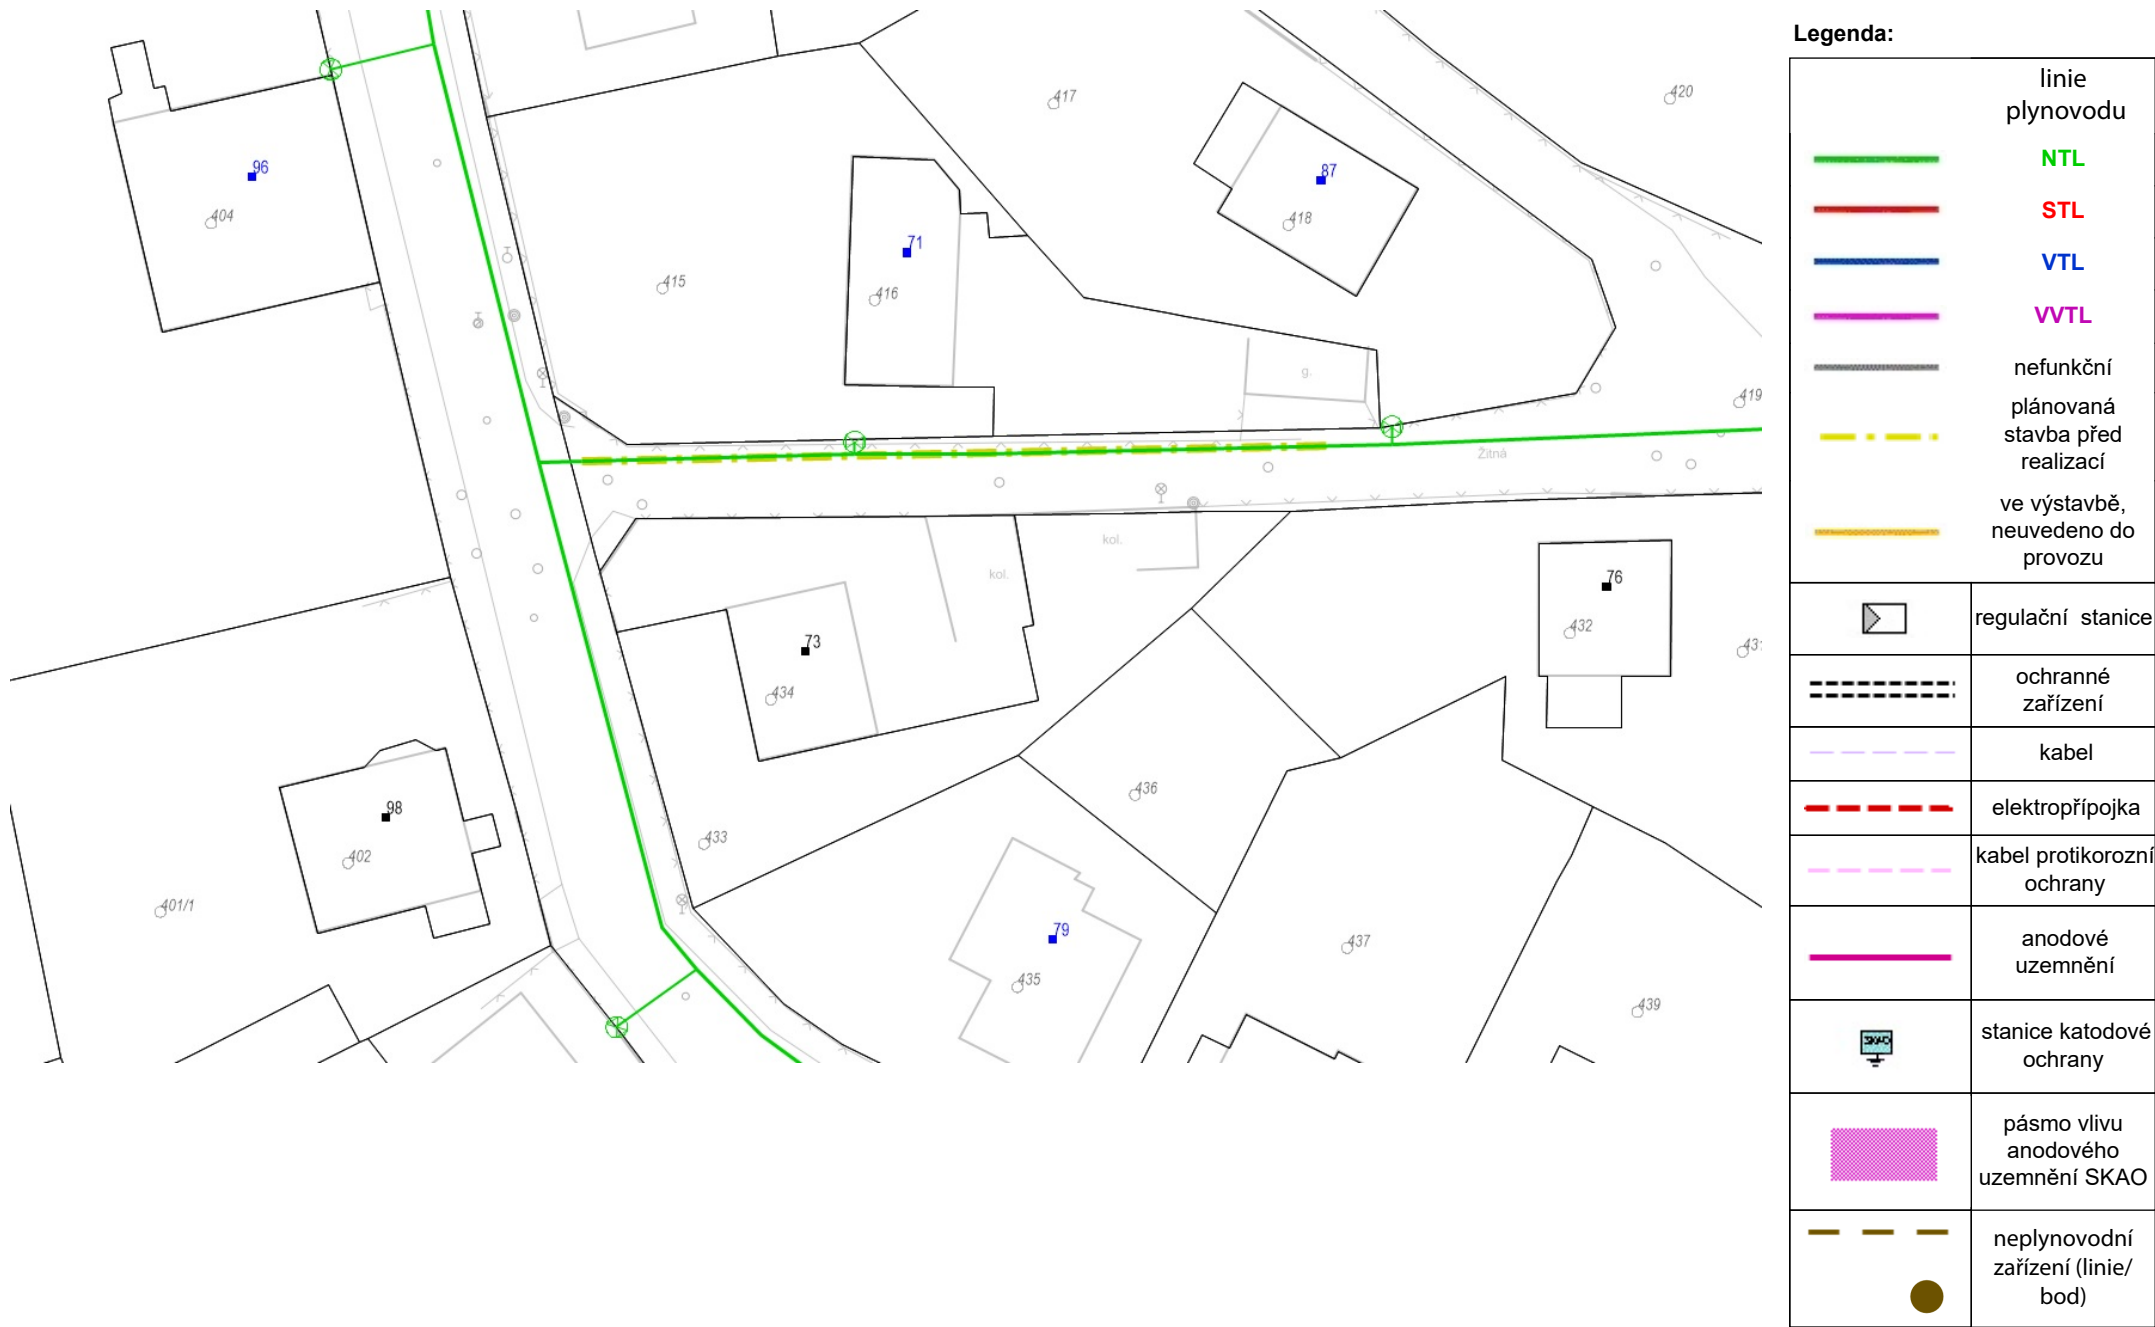 Legenda:
linie
plynovodu
NTL
STL
VTL
VVTL
nefunkční
plánovaná
stavba před
realizací
ve výstavbě,
neuvedeno do
provozu
regulační stanice
ochranné
zařízení
kabel
elektropřípojka
kabel protikorozní
ochrany
anodové
uzemnění
SKAO
stanice katodové
ochrany
pásmo vlivu
anodového
uzemnění SKAO
neplynovodní
zařízení (linie/
bod)
96
404
417
420
87
418
71
415
416
g.
419
Žitná
kol.
kol.
76
432
73
434
436
98
402
433
401/1
79
435
437
439